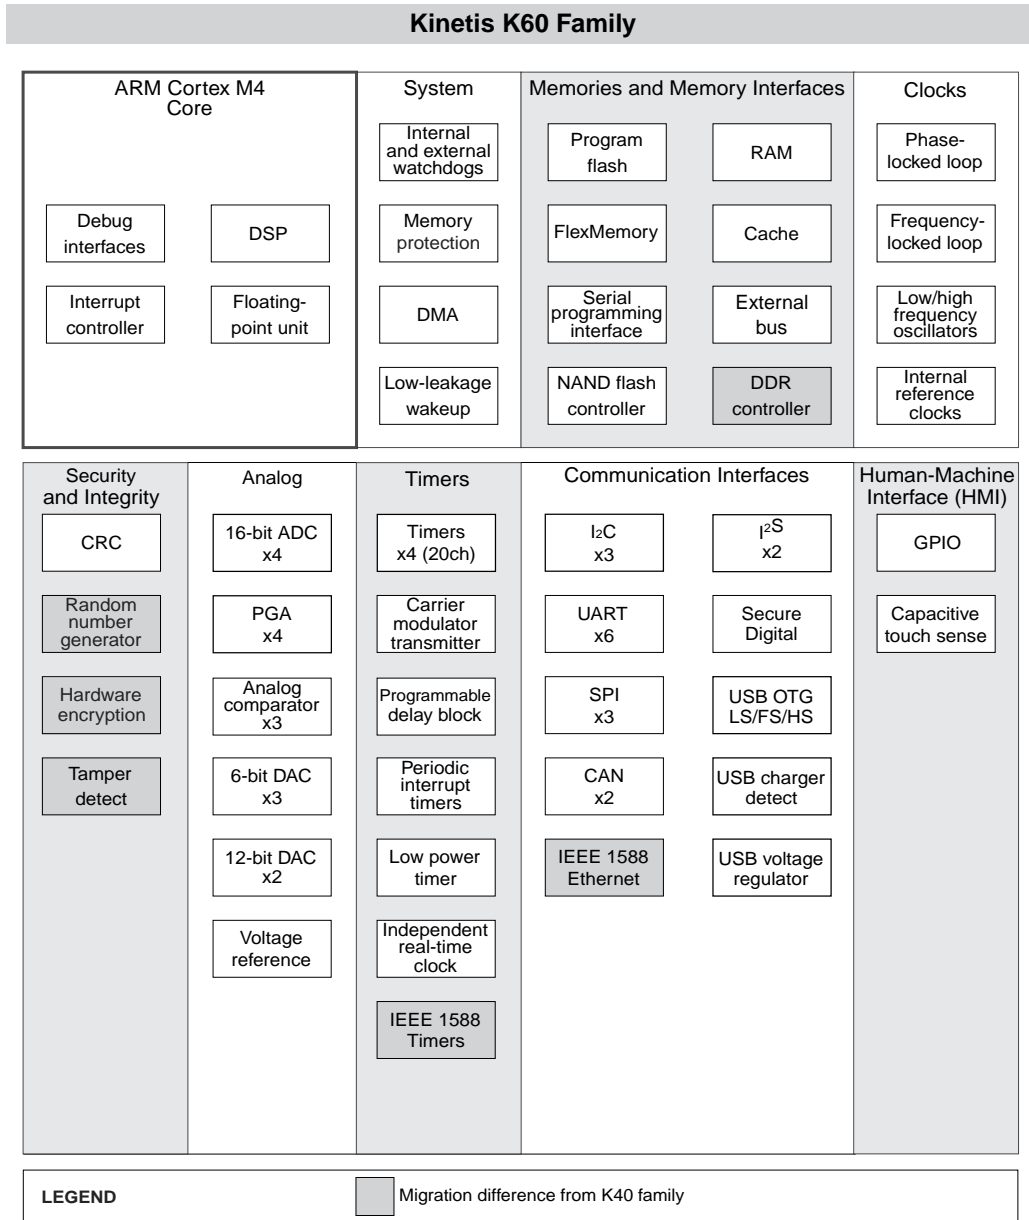 Kinetis K60 Family
ARM Cortex M4
Core
Debug
interfaces
DSP
Interrupt
controller
Floating-
point unit
System
Internal
and external
watchdogs
Memory
protection
DMA
Low-leakage
wakeup
Memories and Memory Interfaces
Program
flash
RAM
FlexMemory
Cache
Serial
programming
interface
External
bus
NAND flash
controller
DDR
controller
Clocks
Phase-
locked loop
Frequency-
locked loop
Low/high
frequency
oscillators
Internal
reference
clocks
Security
and Integrity
CRC
Random
number
generator
Hardware
encryption
Tamper
detect
Analog
16-bit ADC
x4
PGA
x4
Analog
comparator
x3
6-bit DAC
x3
12-bit DAC
x2
Voltage
reference
Timers
Timers
x4 (20ch)
Carrier
modulator
transmitter
Programmable
delay block
Periodic
interrupt
timers
Low power
timer
Independent
real-time
clock
IEEE 1588
Timers
Communication Interfaces
I2C
x3
I2S
x2
UART
x6
Secure
Digital
SPI
x3
USB OTG
LS/FS/HS
CAN
x2
USB charger
detect
IEEE 1588
Ethernet
USB voltage
regulator
Human-Machine
Interface (HMI)
GPIO
Capacitive
touch sense
LEGEND
Migration difference from K40 family